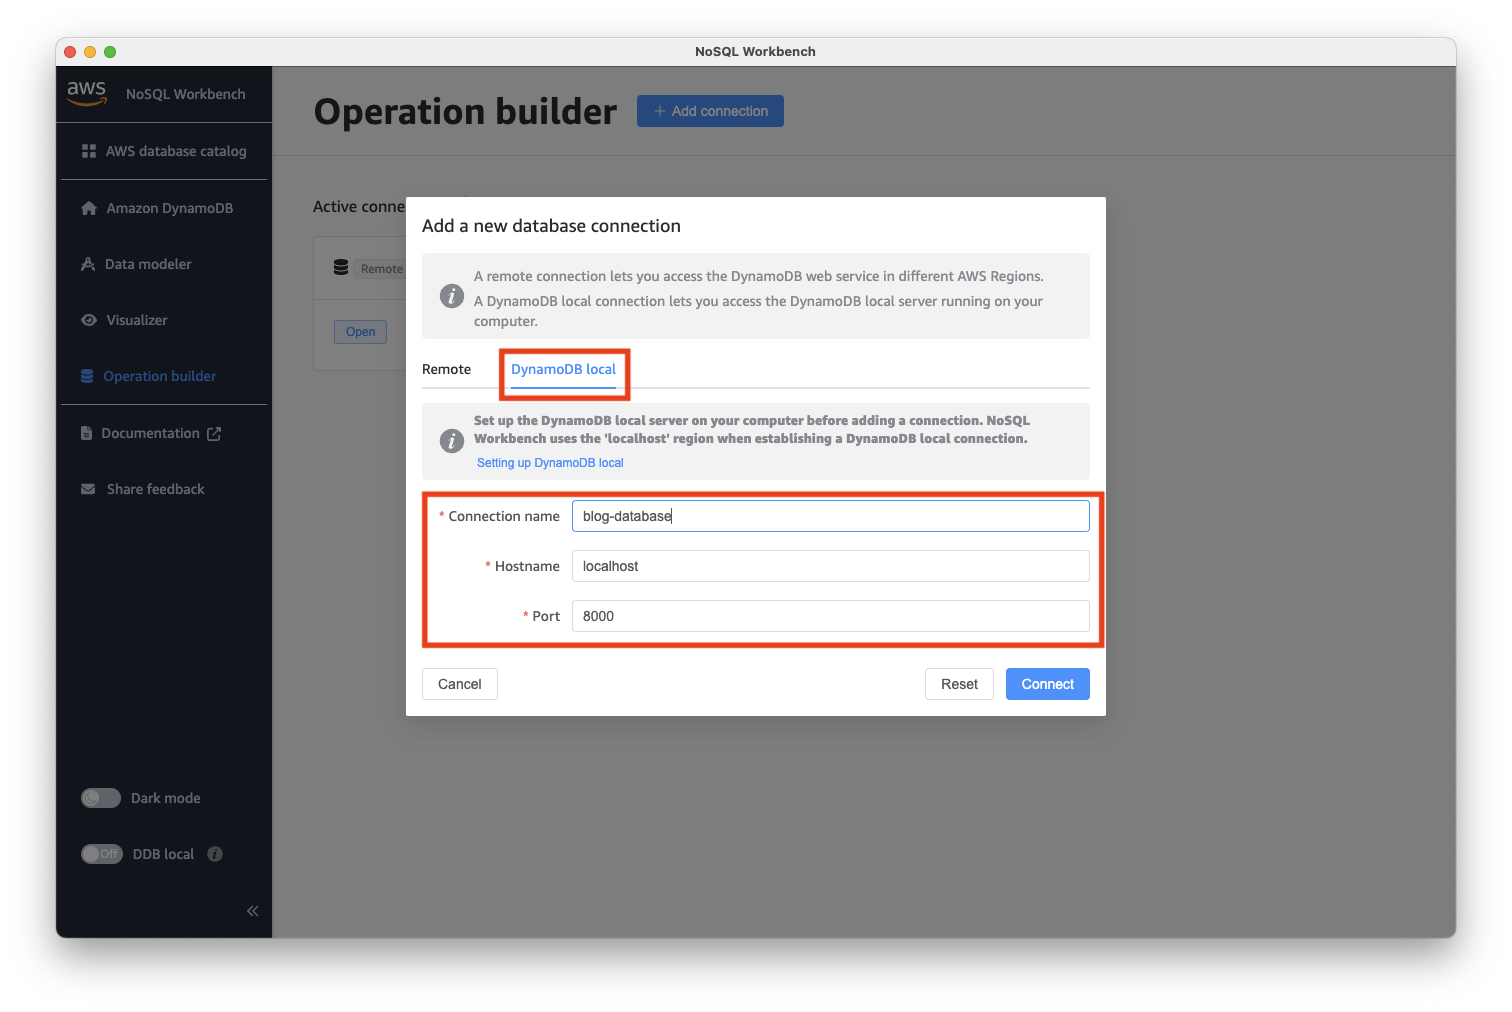 NoSQL Workbench
aws
NoSQL Workbench
AWS database catalog
Amazon DynamoDB
Data modeler
Visualizer
Operation builder
Documentation
Share feedback
Dark mode
Off DDB local i
Operation builder
+ Add connection
Active conne
Remote
Open
Add a new database connection
A remote connection lets you access the DynamoDB web service in different AWS Regions.
A DynamoDB local connection lets you access the DynamoDB local server running on your
computer.
Remote DynamoDB local
Set up the DynamoDB local server on your computer before adding a connection. NoSQL
Workbench uses the 'localhost' region when establishing a DynamoDB local connection.
Setting up DynamoDB local
* Connection name blog-database
* Hostname localhost
* Port 8000
Cancel Reset Connect